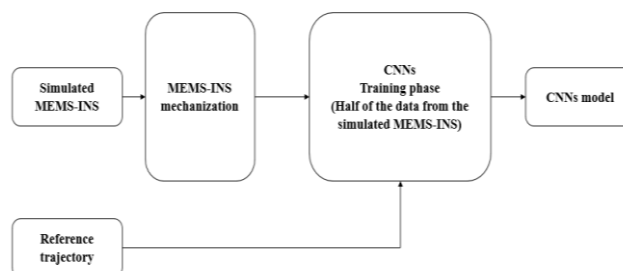 Simulated
MEMS-INS
MEMS-INS
mechanization
CNNs
Training phase
(Half of the data from the
simulated MEMS-INS)
CNNs model
Reference
trajectory